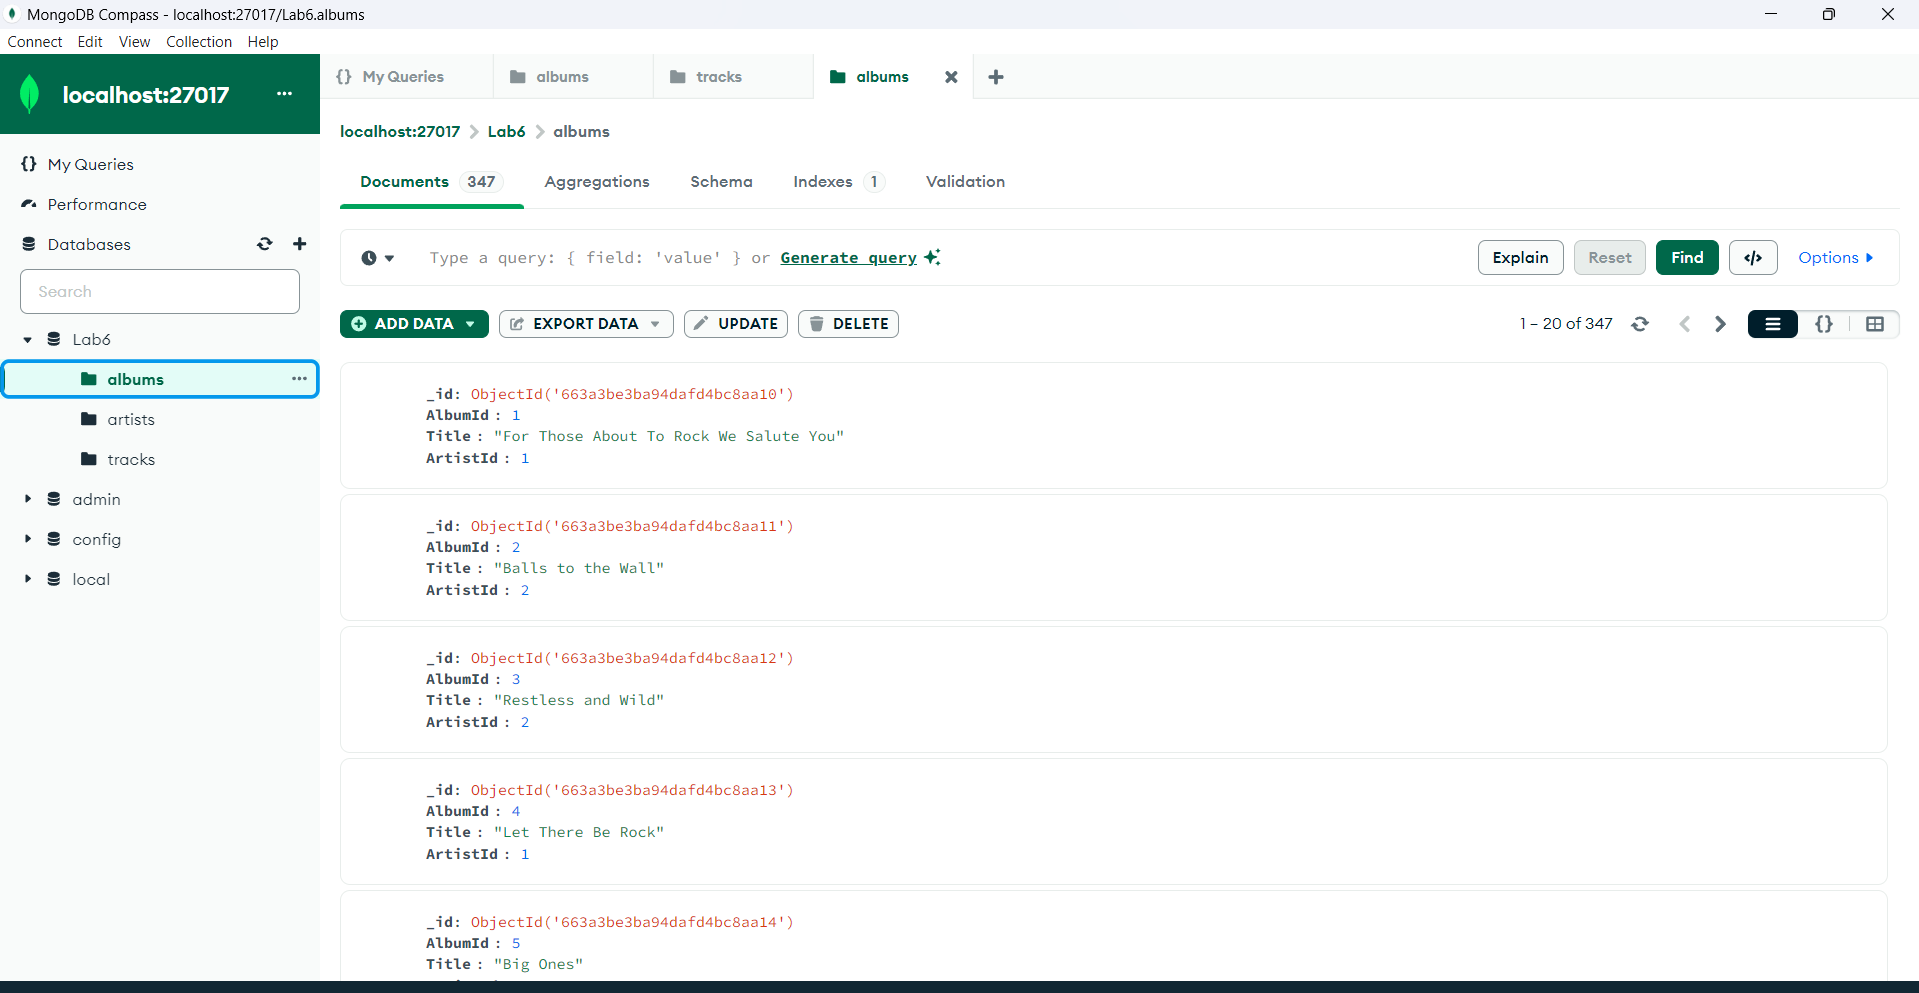 MongoDB Compass - localhost:27017/Lab6.albums
Connect Edit View Collection Help
localhost:27017 ...
{} My Queries albums tracks albums
localhost:27017 > Lab6 > albums
My Queries
Performance
Databases
Search
Lab6
albums ...
artists
tracks
admin
config
local
Documents 347 Aggregations Schema Indexes 1 Validation
Type a query: { field: 'value' } or Generate query Explain Reset Find </> Options
ADD DATA EXPORT DATA UPDATE DELETE 1 – 20 of 347 {}
_id: ObjectId('663a3be3ba94dafd4bc8aa10')
AlbumId : 1
Title : "For Those About To Rock We Salute You"
ArtistId : 1
_id: ObjectId('663a3be3ba94dafd4bc8aa11')
AlbumId : 2
Title : "Balls to the Wall"
ArtistId : 2
_id: ObjectId('663a3be3ba94dafd4bc8aa12')
AlbumId : 3
Title : "Restless and Wild"
ArtistId : 2
_id: ObjectId('663a3be3ba94dafd4bc8aa13')
AlbumId : 4
Title : "Let There Be Rock"
ArtistId : 1
_id: ObjectId('663a3be3ba94dafd4bc8aa14')
AlbumId : 5
Title : "Big Ones"